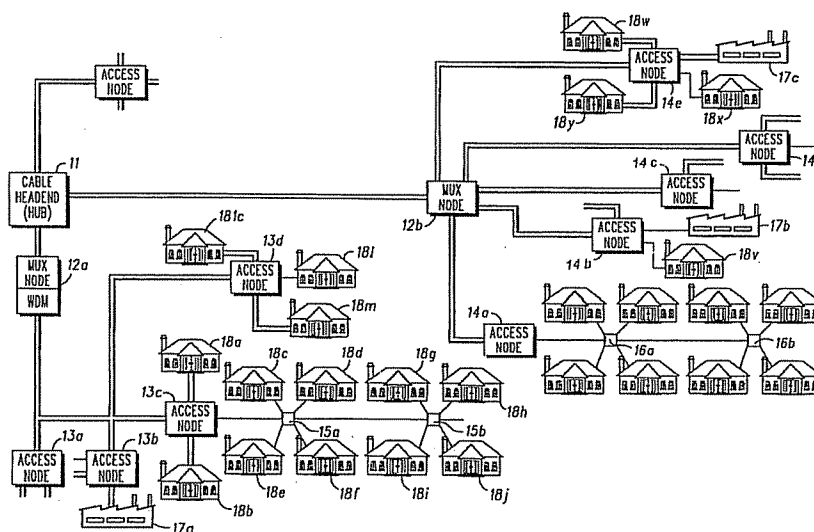 18w
17c
ACCESS
NODE
14e
18y
18x
ACCESS
NODE
11
CABLE
HEADEND
(HUB)
MUX
NODE
12b
ACCESS
NODE
14
14c
ACCESS
NODE
17b
ACCESS
NODE
14b
18v
MUX
NODE
WDM
12a
181c
13d
18l
ACCESS
NODE
18m
14a
ACCESS
NODE
16a
16b
18a
13c
ACCESS
NODE
18b
18c
18d
18g
18h
15a
15b
18e
18f
18i
18j
13a
ACCESS
NODE
13b
ACCESS
NODE
17a